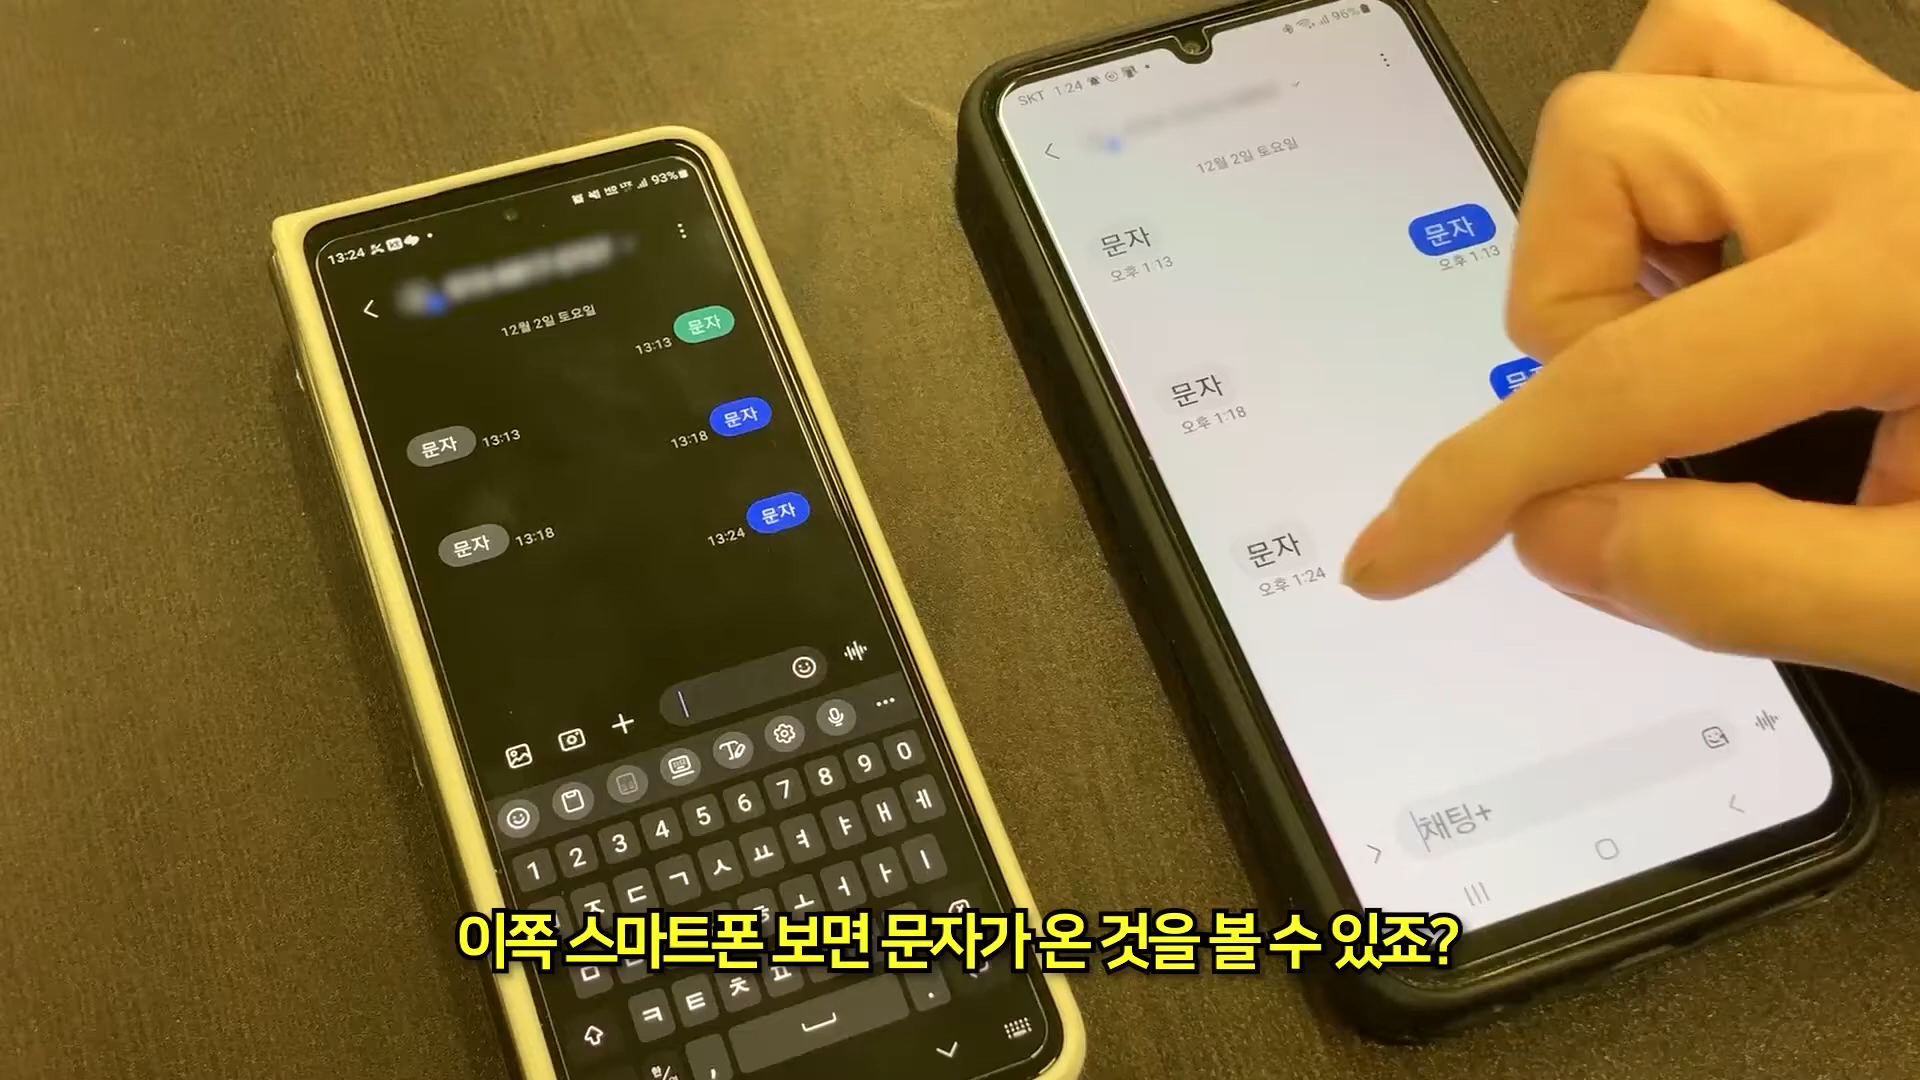 13:24
93%
12월 2일 토요일
문자
13:13
문자 13:13
문자
13:18
문자 13:18
문자
13:24
1 2 3 4 5 6 7 8 9 0
ㅈ ㄷ ㄱ ㅅ ㅛ ㅕ ㅑ ㅐ ㅔ
ㅗ ㅓ ㅏ ㅣ
ㅋ ㅌ ㅊ ㅍ
한/영 , .
SKT 1:24
96%
12월 2일 토요일
문자
오후 1:13
문자
오후 1:13
문자
오후 1:18
문자
오후 1:24
채팅+
이쪽 스마트폰 보면 문자가 온 것을 볼 수 있죠?